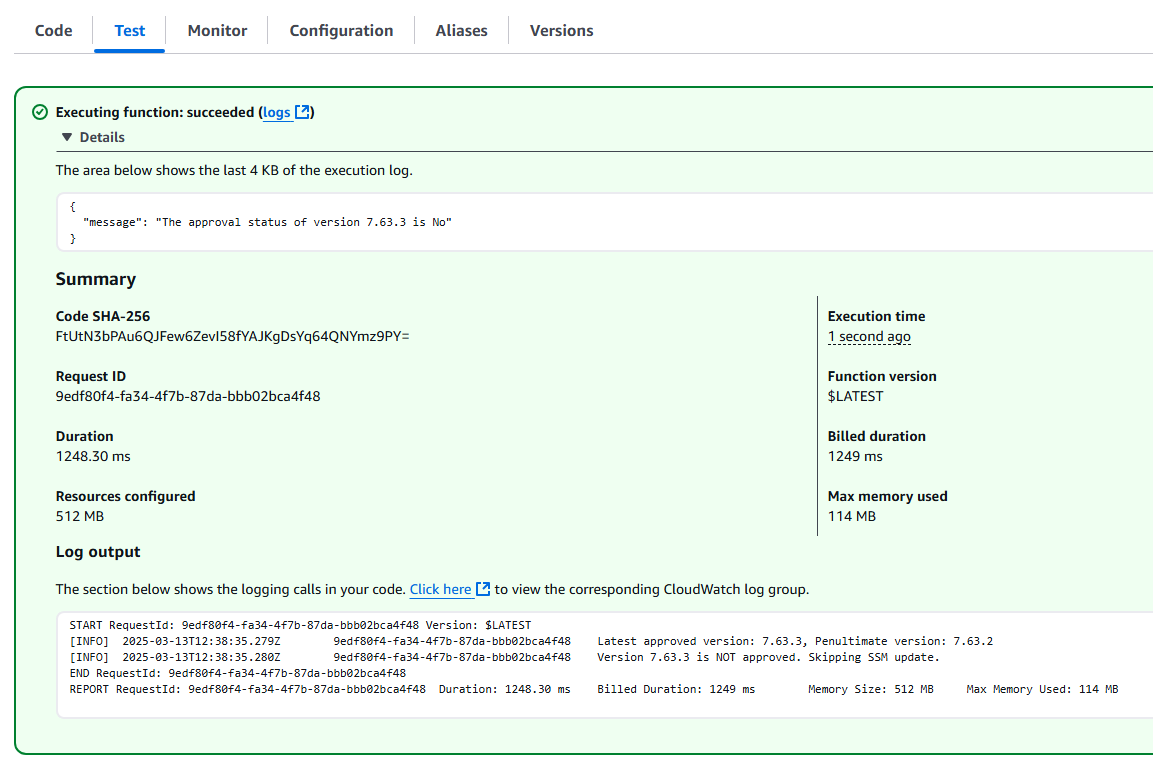 Code Test Monitor Configuration Aliases Versions
Executing function: succeeded (logs)
Details
The area below shows the last 4 KB of the execution log.
{
"message": "The approval status of version 7.63.3 is No"
}
Summary
Code SHA-256
FtUtN3bPAu6QJFew6ZevI58fYAJKgDsYq64QNYmz9PY=
Execution time
1 second ago
Request ID
9edf80f4-fa34-4f7b-87da-bbb02bca4f48
Function version
$LATEST
Duration
1248.30 ms
Billed duration
1249 ms
Resources configured
512 MB
Max memory used
114 MB
Log output
The section below shows the logging calls in your code. Click here to view the corresponding CloudWatch log group.
START RequestId: 9edf80f4-fa34-4f7b-87da-bbb02bca4f48 Version: $LATEST
[INFO] 2025-03-13T12:38:35.279Z 9edf80f4-fa34-4f7b-87da-bbb02bca4f48 Latest approved version: 7.63.3, Penultimate version: 7.63.2
[INFO] 2025-03-13T12:38:35.280Z 9edf80f4-fa34-4f7b-87da-bbb02bca4f48 Version 7.63.3 is NOT approved. Skipping SSM update.
END RequestId: 9edf80f4-fa34-4f7b-87da-bbb02bca4f48
REPORT RequestId: 9edf80f4-fa34-4f7b-87da-bbb02bca4f48 Duration: 1248.30 ms Billed Duration: 1249 ms Memory Size: 512 MB Max Memory Used: 114 MB